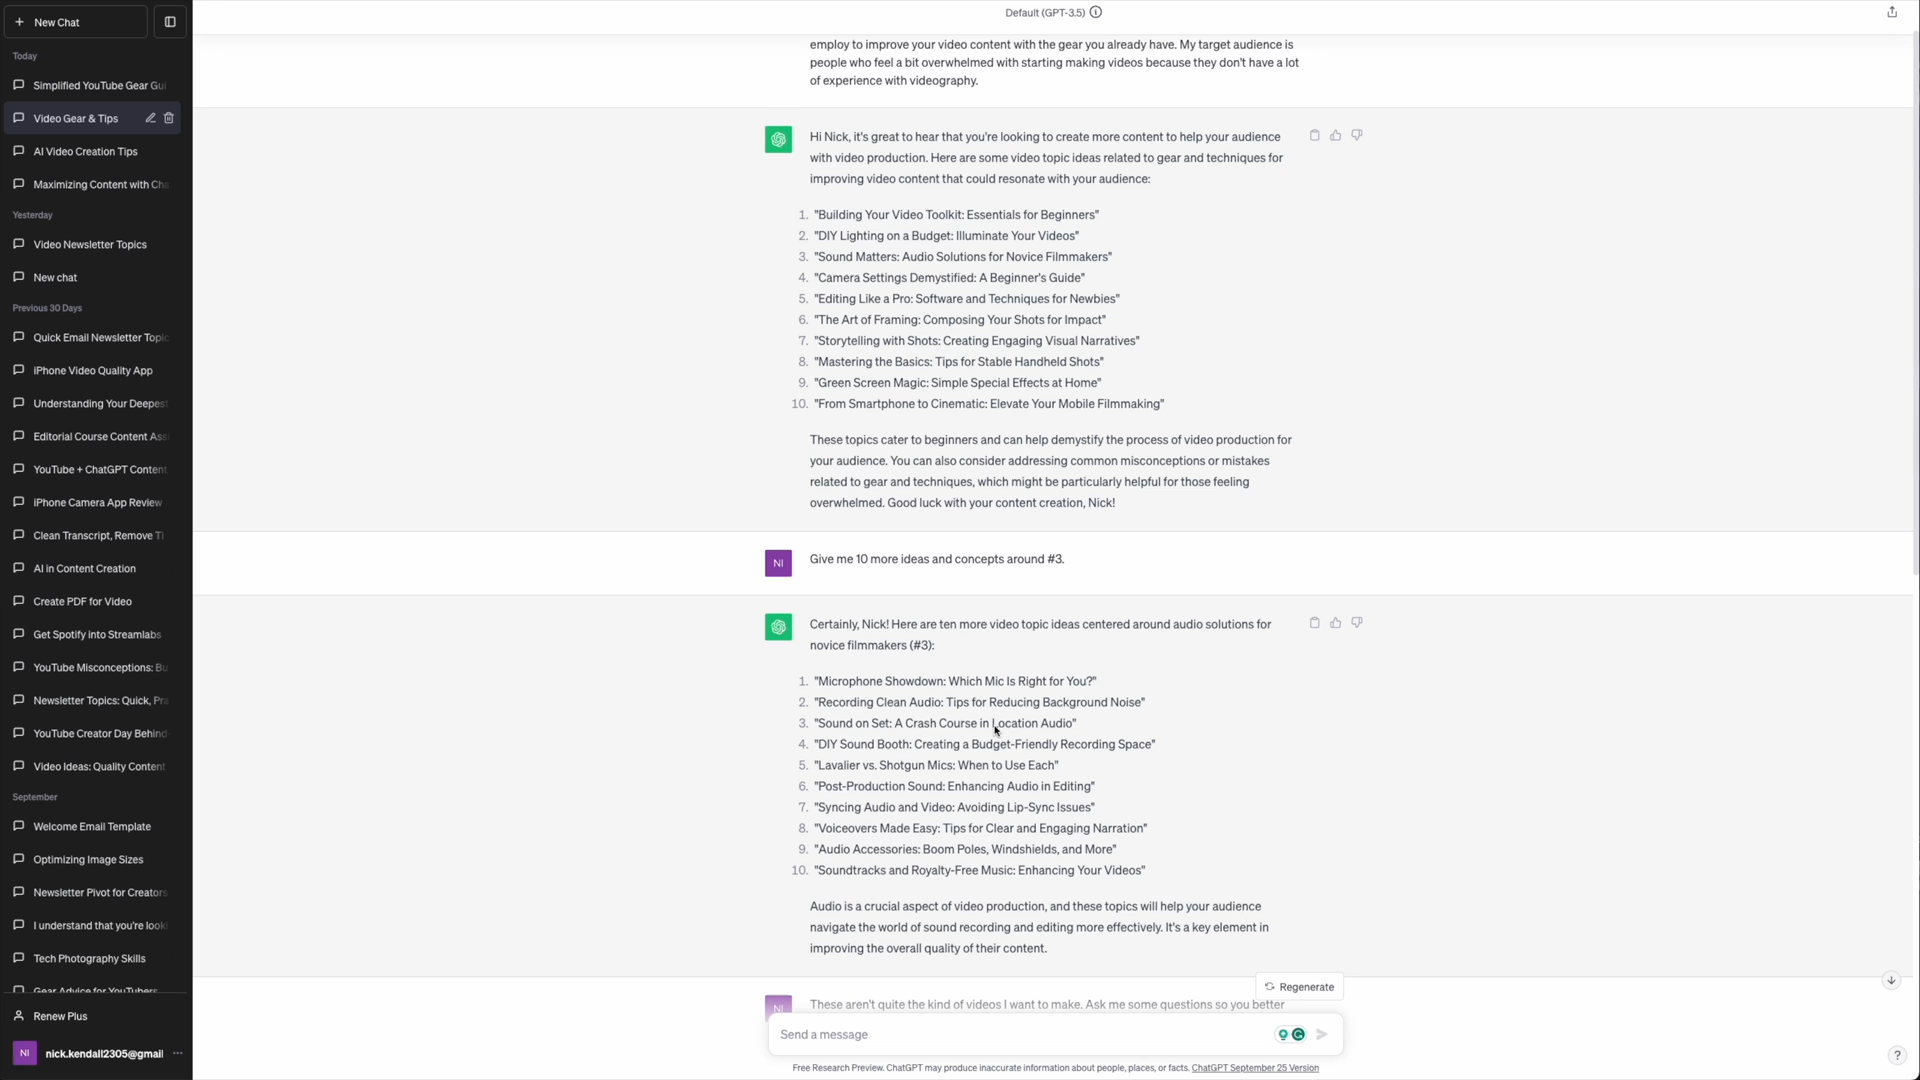 New Chat
Today
Simplified YouTube Gear Gui
Video Gear & Tips
AI Video Creation Tips
Maximizing Content with Cha
Yesterday
Video Newsletter Topics
New chat
Previous 30 Days
Quick Email Newsletter Topic
iPhone Video Quality App
Understanding Your Deepest
Editorial Course Content Assi
YouTube + ChatGPT Content
iPhone Camera App Review
Clean Transcript, Remove Ti
AI in Content Creation
Create PDF for Video
Get Spotify into Streamlabs
YouTube Misconceptions: Bu
Newsletter Topics: Quick, Pra
YouTube Creator Day Behind-
Video Ideas: Quality Content
September
Welcome Email Template
Optimizing Image Sizes
Newsletter Pivot for Creators
I understand that you're looki
Tech Photography Skills
Gear Advice for YouTubers
Renew Plus
NI nick.kendall2305@gmail
Default (GPT-3.5)
employ to improve your video content with the gear you already have. My target audience is
people who feel a bit overwhelmed with starting making videos because they don't have a lot
of experience with videography.
Hi Nick, it's great to hear that you're looking to create more content to help your audience
with video production. Here are some video topic ideas related to gear and techniques for
improving video content that could resonate with your audience:
1. "Building Your Video Toolkit: Essentials for Beginners"
2. "DIY Lighting on a Budget: Illuminate Your Videos"
3. "Sound Matters: Audio Solutions for Novice Filmmakers"
4. "Camera Settings Demystified: A Beginner's Guide"
5. "Editing Like a Pro: Software and Techniques for Newbies"
6. "The Art of Framing: Composing Your Shots for Impact"
7. "Storytelling with Shots: Creating Engaging Visual Narratives"
8. "Mastering the Basics: Tips for Stable Handheld Shots"
9. "Green Screen Magic: Simple Special Effects at Home"
10. "From Smartphone to Cinematic: Elevate Your Mobile Filmmaking"
These topics cater to beginners and can help demystify the process of video production for
your audience. You can also consider addressing common misconceptions or mistakes
related to gear and techniques, which might be particularly helpful for those feeling
overwhelmed. Good luck with your content creation, Nick!
NI Give me 10 more ideas and concepts around #3.
Certainly, Nick! Here are ten more video topic ideas centered around audio solutions for
novice filmmakers (#3):
1. "Microphone Showdown: Which Mic Is Right for You?"
2. "Recording Clean Audio: Tips for Reducing Background Noise"
3. "Sound on Set: A Crash Course in Location Audio"
4. "DIY Sound Booth: Creating a Budget-Friendly Recording Space"
5. "Lavalier vs. Shotgun Mics: When to Use Each"
6. "Post-Production Sound: Enhancing Audio in Editing"
7. "Syncing Audio and Video: Avoiding Lip-Sync Issues"
8. "Voiceovers Made Easy: Tips for Clear and Engaging Narration"
9. "Audio Accessories: Boom Poles, Windshields, and More"
10. "Soundtracks and Royalty-Free Music: Enhancing Your Videos"
Audio is a crucial aspect of video production, and these topics will help your audience
navigate the world of sound recording and editing more effectively. It's a key element in
improving the overall quality of their content.
Regenerate
NI These aren't quite the kind of videos I want to make. Ask me some questions so you better
Send a message
Free Research Preview. ChatGPT may produce inaccurate information about people, places, or facts. ChatGPT September 25 Version
?